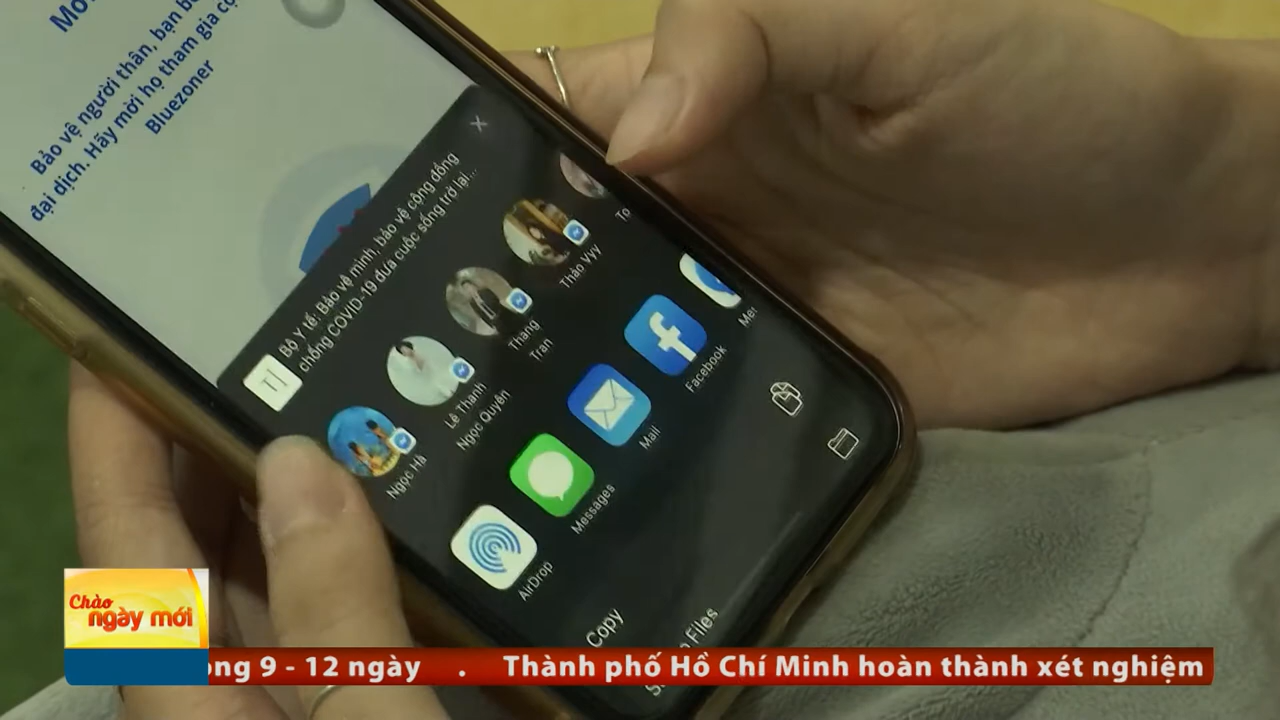 Bảo vệ người thân, bạn
đại dịch. Hãy mời họ tham gia
Bluezoner
Bộ Y tế: Bảo vệ mình, bảo vệ cộng đồng
chống COVID-19 đưa cuộc sống trở lại...
T|
Ngọc Hà
Lê Thanh
Ngọc Quyên
Thang
Tran
Thảo Vyy
To
AirDrop
Messages
Mail
Facebook
Copy
Files
Chào
ngày mới
9 - 12 ngày . Thành phố Hồ Chí Minh hoàn thành xét nghiệm